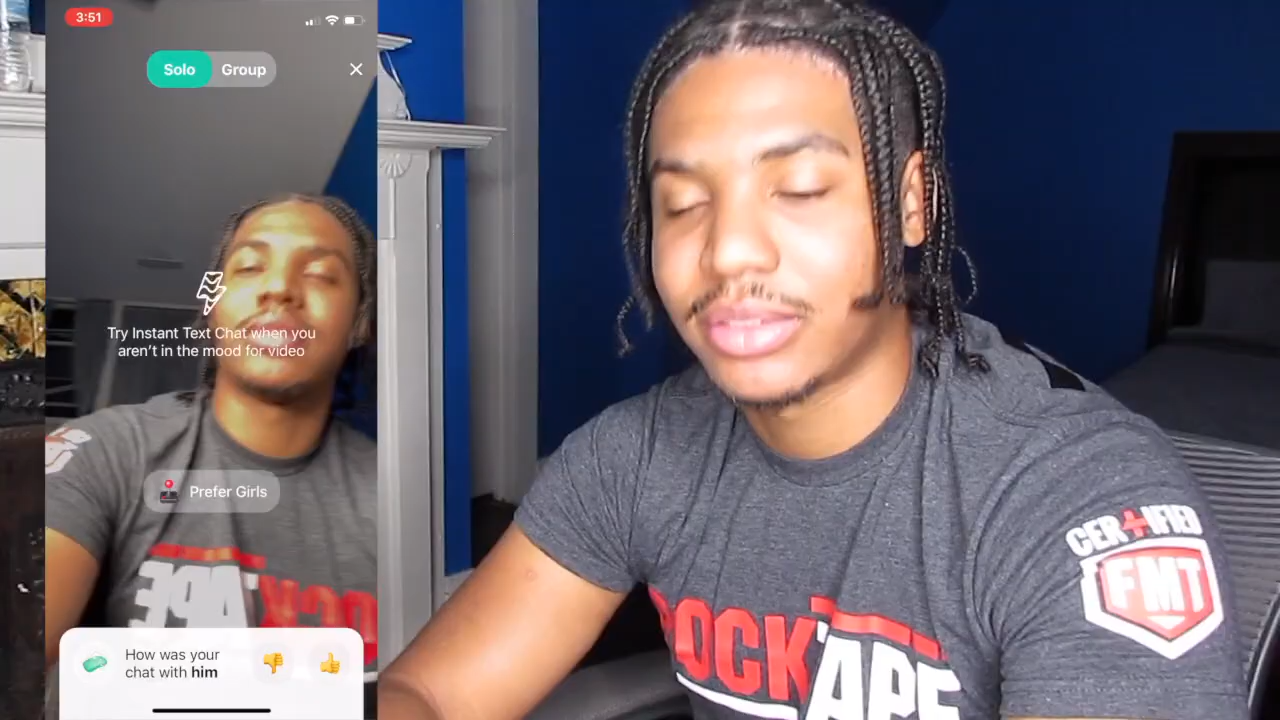 3:51
Solo
Group
Try Instant Text Chat when you
aren't in the mood for video
Prefer Girls
How was your
chat with him
CERTIFIED
FMT
ROCKTAPE